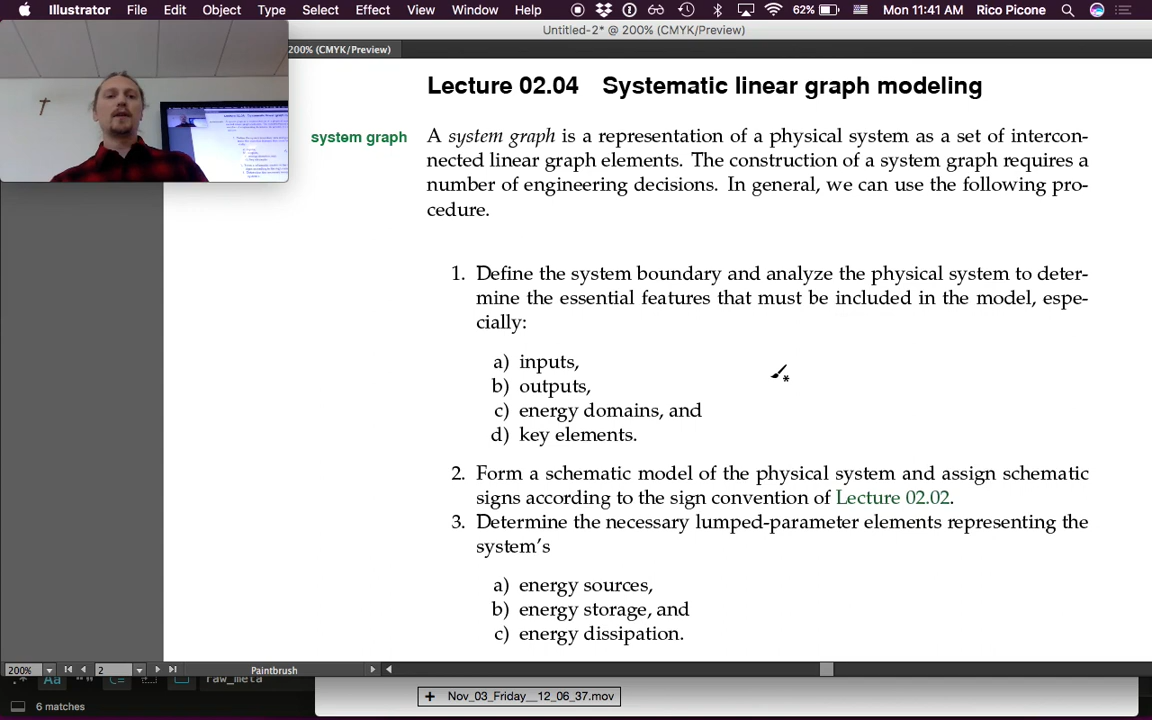 Illustrator File Edit Object Type Select Effect View Window Help 62% Mon 11:41 AM Rico Picone
Untitled-2* @ 200% (CMYK/Preview)
200% (CMYK/Preview)
Lecture 02.04 Systematic linear graph modeling
system graph
A system graph is a representation of a physical system as a set of intercon-
nected linear graph elements. The construction of a system graph requires a
number of engineering decisions. In general, we can use the following pro-
cedure.
1. Define the system boundary and analyze the physical system to deter-
mine the essential features that must be included in the model, espe-
cially:
a) inputs,
b) outputs,
c) energy domains, and
d) key elements.
2. Form a schematic model of the physical system and assign schematic
signs according to the sign convention of Lecture 02.02.
3. Determine the necessary lumped-parameter elements representing the
system's
a) energy sources,
b) energy storage, and
c) energy dissipation.
200% 2 Paintbrush
.* Aa "" raw_meta
6 matches
+ Nov_03_Friday__12_06_37.mov